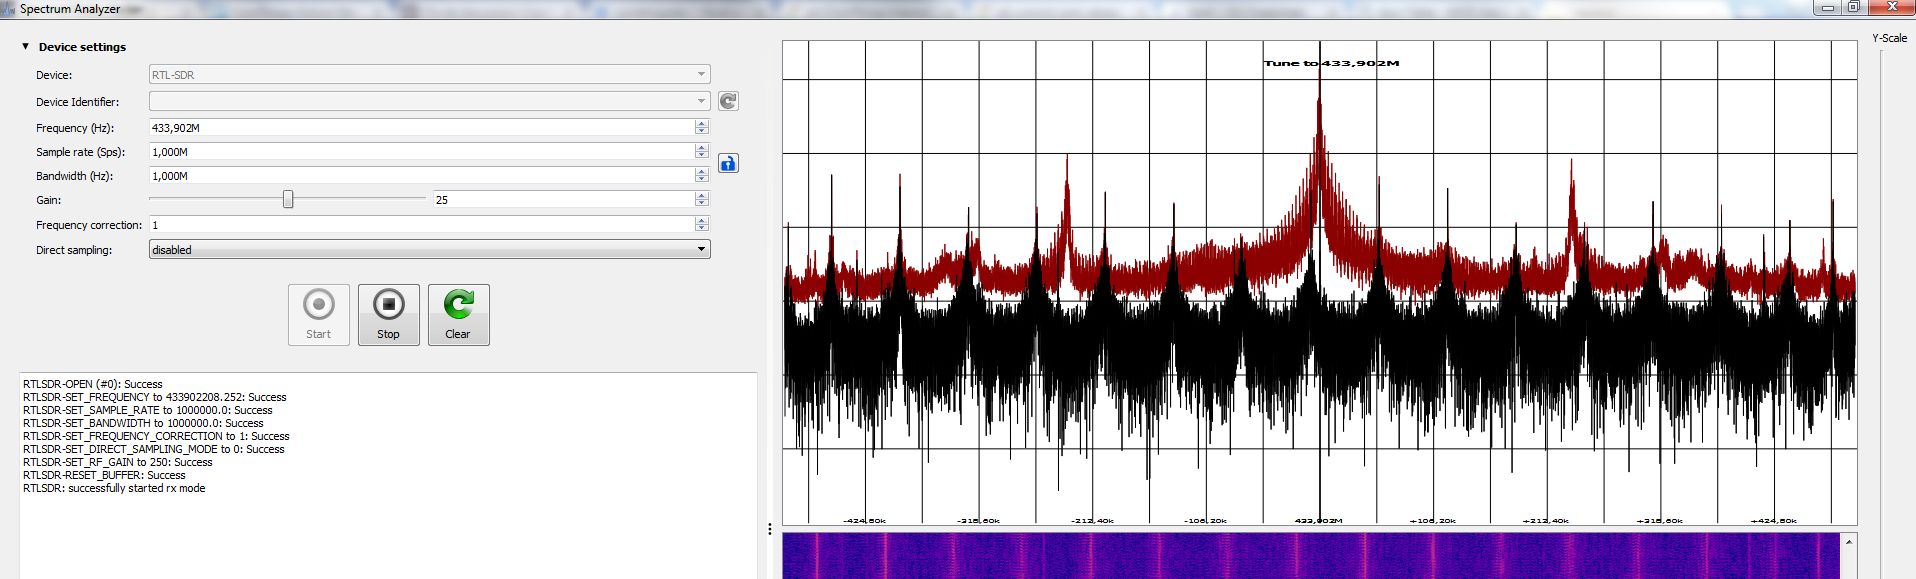 Spectrum Analyzer
Device settings
Device: RTL-SDR
Device Identifier:
Frequency (Hz): 433,902M
Sample rate (Sps): 1,000M
Bandwidth (Hz): 1,000M
Gain: 25
Frequency correction: 1
Direct sampling: disabled
Start Stop Clear
RTLSDR-OPEN (#0): Success
RTLSDR-SET_FREQUENCY to 433902208.252: Success
RTLSDR-SET_SAMPLE_RATE to 1000000.0: Success
RTLSDR-SET_BANDWIDTH to 1000000.0: Success
RTLSDR-SET_FREQUENCY_CORRECTION to 1: Success
RTLSDR-SET_DIRECT_SAMPLING_MODE to 0: Success
RTLSDR-SET_RF_GAIN to 250: Success
RTLSDR-RESET_BUFFER: Success
RTLSDR: successfully started rx mode
Tune to 433,902M
-424,80k -318,60k -212,40k -106,20k 433,902M +106,20k +212,40k +318,60k +424,80k
Y-Scale